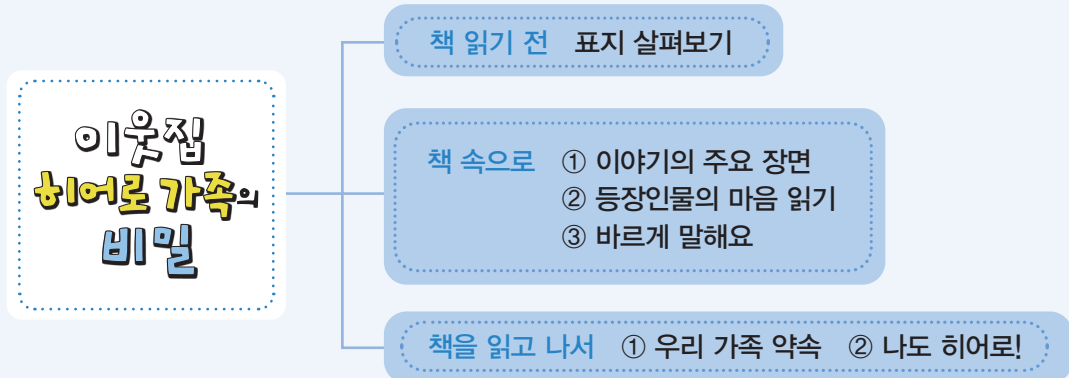 이웃집
히어로 가족의
비밀
책 읽기 전 표지 살펴보기
책 속으로 ① 이야기의 주요 장면
② 등장인물의 마음 읽기
③ 바르게 말해요
책을 읽고 나서 ① 우리 가족 약속 ② 나도 히어로!